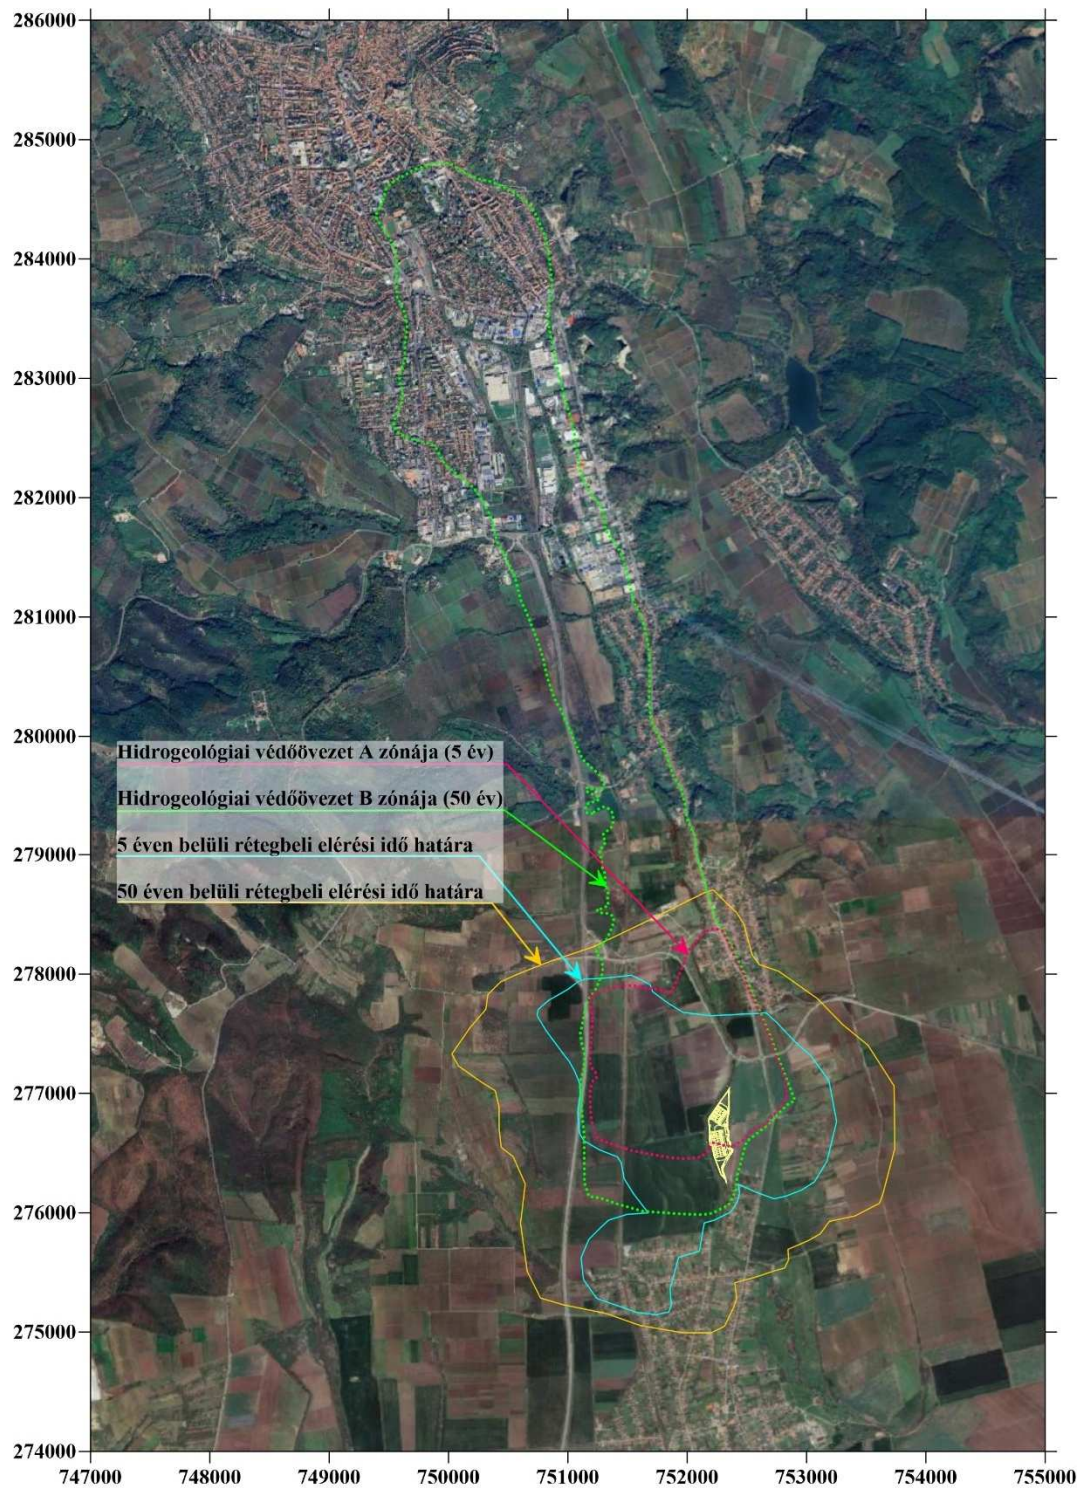 286000
285000
284000
283000
282000
281000
280000
Hidrogeológiai védőövezet A zónája (5 év)
Hidrogeológiai védőövezet B zónája (50 év)
279000
5 éven belüli rétegbeli elérési idő határa
50 éven belüli rétegbeli elérési idő határa
278000
277000
276000
275000
274000
747000 748000 749000 750000 751000 752000 753000 754000 755000